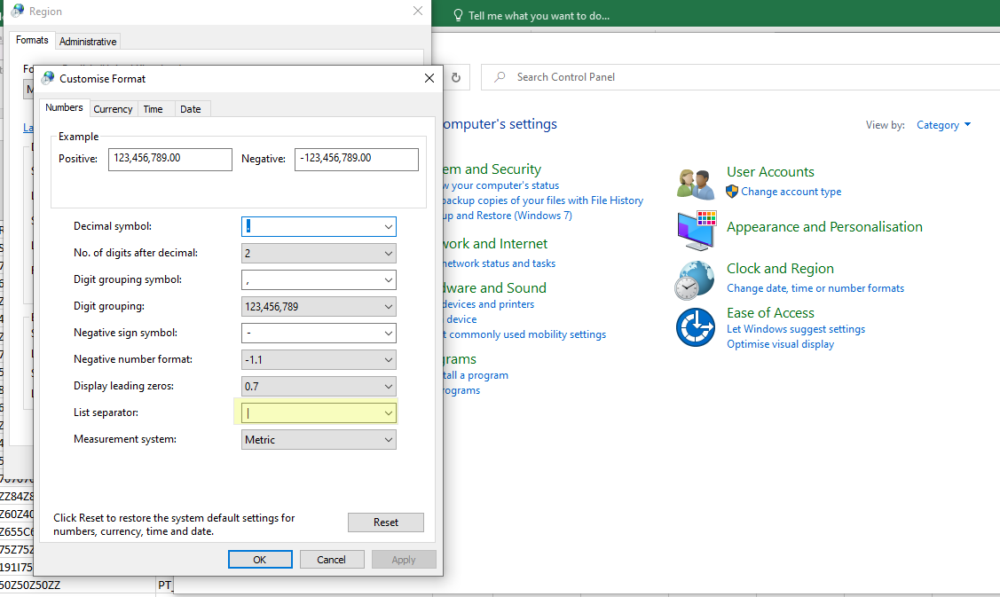 Region
Tell me what you want to do...
Formats
Administrative
Customise Format
Search Control Panel
Numbers
Currency
Time
Date
Example
Positive:
123,456,789.00
Negative:
-123,456,789.00
Decimal symbol:
.
No. of digits after decimal:
2
Digit grouping symbol:
,
Digit grouping:
123,456,789
Negative sign symbol:
-
Negative number format:
-1.1
Display leading zeros:
0.7
List separator:
|
Measurement system:
Metric
Click Reset to restore the system default settings for
numbers, currency, time and date.
Reset
OK
Cancel
Apply
omputer's settings
View by:
Category
em and Security
w your computer's status
backup copies of your files with File History
up and Restore (Windows 7)
work and Internet
network status and tasks
dware and Sound
devices and printers
device
t commonly used mobility settings
grams
tall a program
rograms
User Accounts
Change account type
Appearance and Personalisation
Clock and Region
Change date, time or number formats
Ease of Access
Let Windows suggest settings
Optimise visual display
ZZ84Z8
Z60Z40
Z655C6
75Z75Z
191I75
50Z50Z50ZZ
PT_